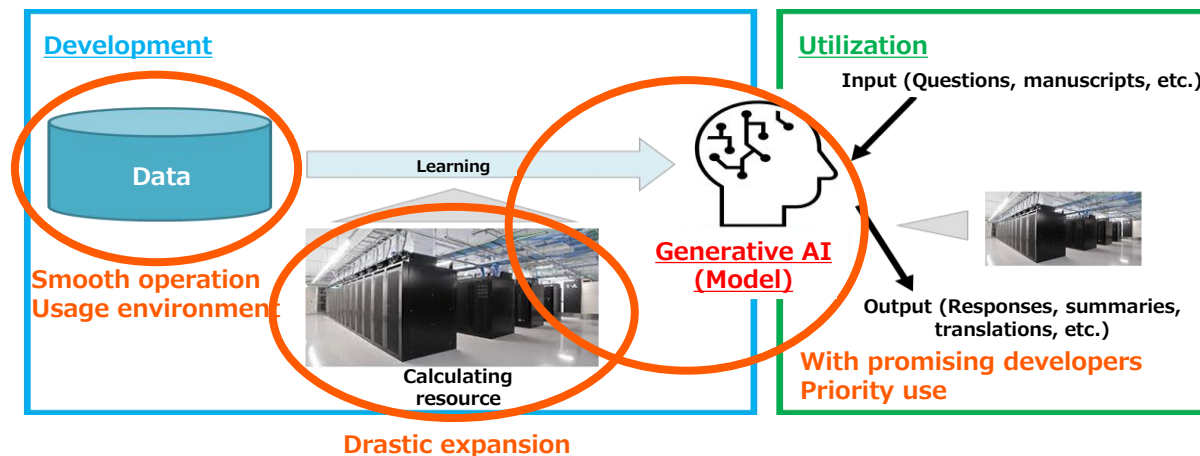 Development
Data
Smooth operation
Usage environment
Learning
Calculating
resource
Drastic expansion
Generative AI
(Model)
Utilization
Input (Questions, manuscripts, etc.)
Output (Responses, summaries,
translations, etc.)
With promising developers
Priority use